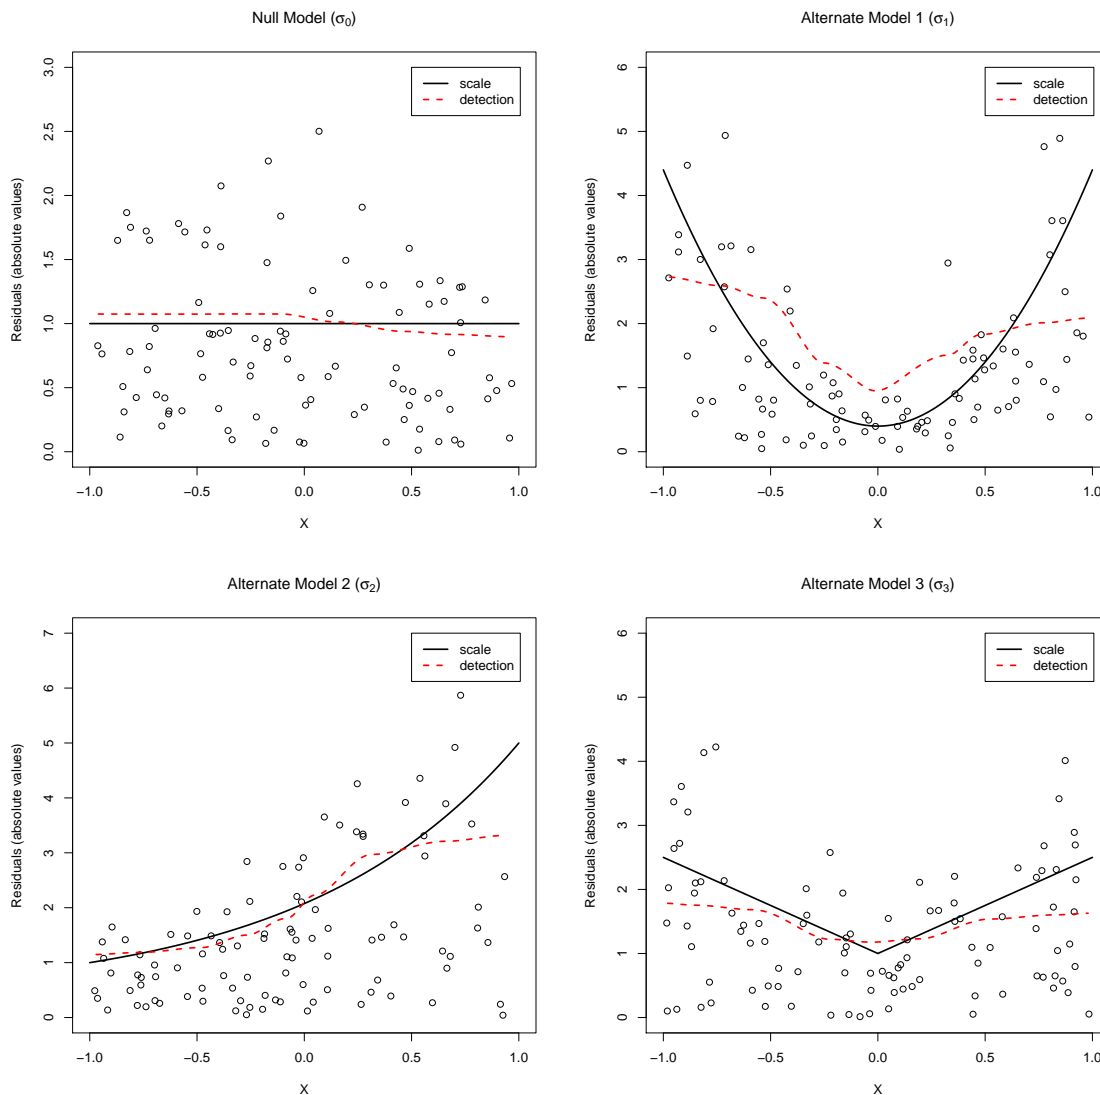 Null Model (σ0)
scale
detection
Residuals (absolute values)
0.0 0.5 1.0 1.5 2.0 2.5 3.0
−1.0 −0.5 0.0 0.5 1.0
X
Alternate Model 1 (σ1)
scale
detection
Residuals (absolute values)
0 1 2 3 4 5 6
−1.0 −0.5 0.0 0.5 1.0
X
Alternate Model 2 (σ2)
scale
detection
Residuals (absolute values)
0 1 2 3 4 5 6 7
−1.0 −0.5 0.0 0.5 1.0
X
Alternate Model 3 (σ3)
scale
detection
Residuals (absolute values)
0 1 2 3 4 5 6
−1.0 −0.5 0.0 0.5 1.0
X